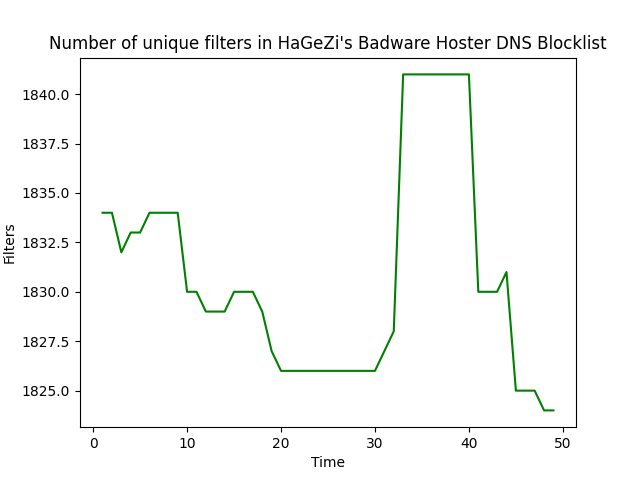 Number of unique filters in HaGeZi's Badware Hoster DNS Blocklist
1840.0
1837.5
1835.0
1832.5
1830.0
1827.5
1825.0
Filters
0 10 20 30 40 50
Time